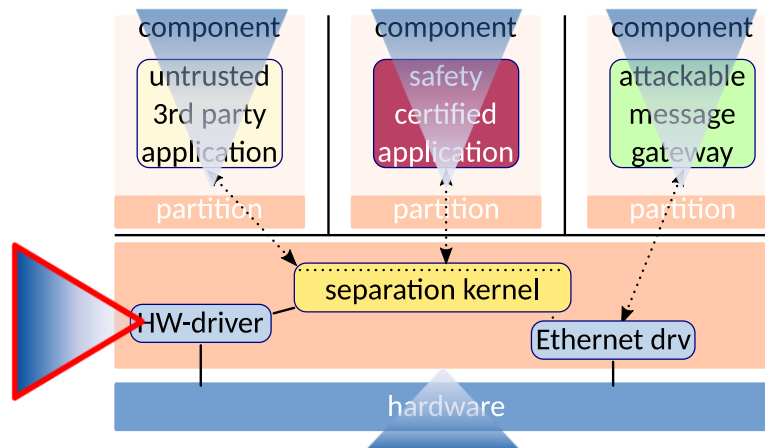 component
untrusted
3rd party
application
partition
component
safety
certified
application
partition
component
attackable
message
gateway
partition
separation kernel
HW-driver
Ethernet drv
hardware